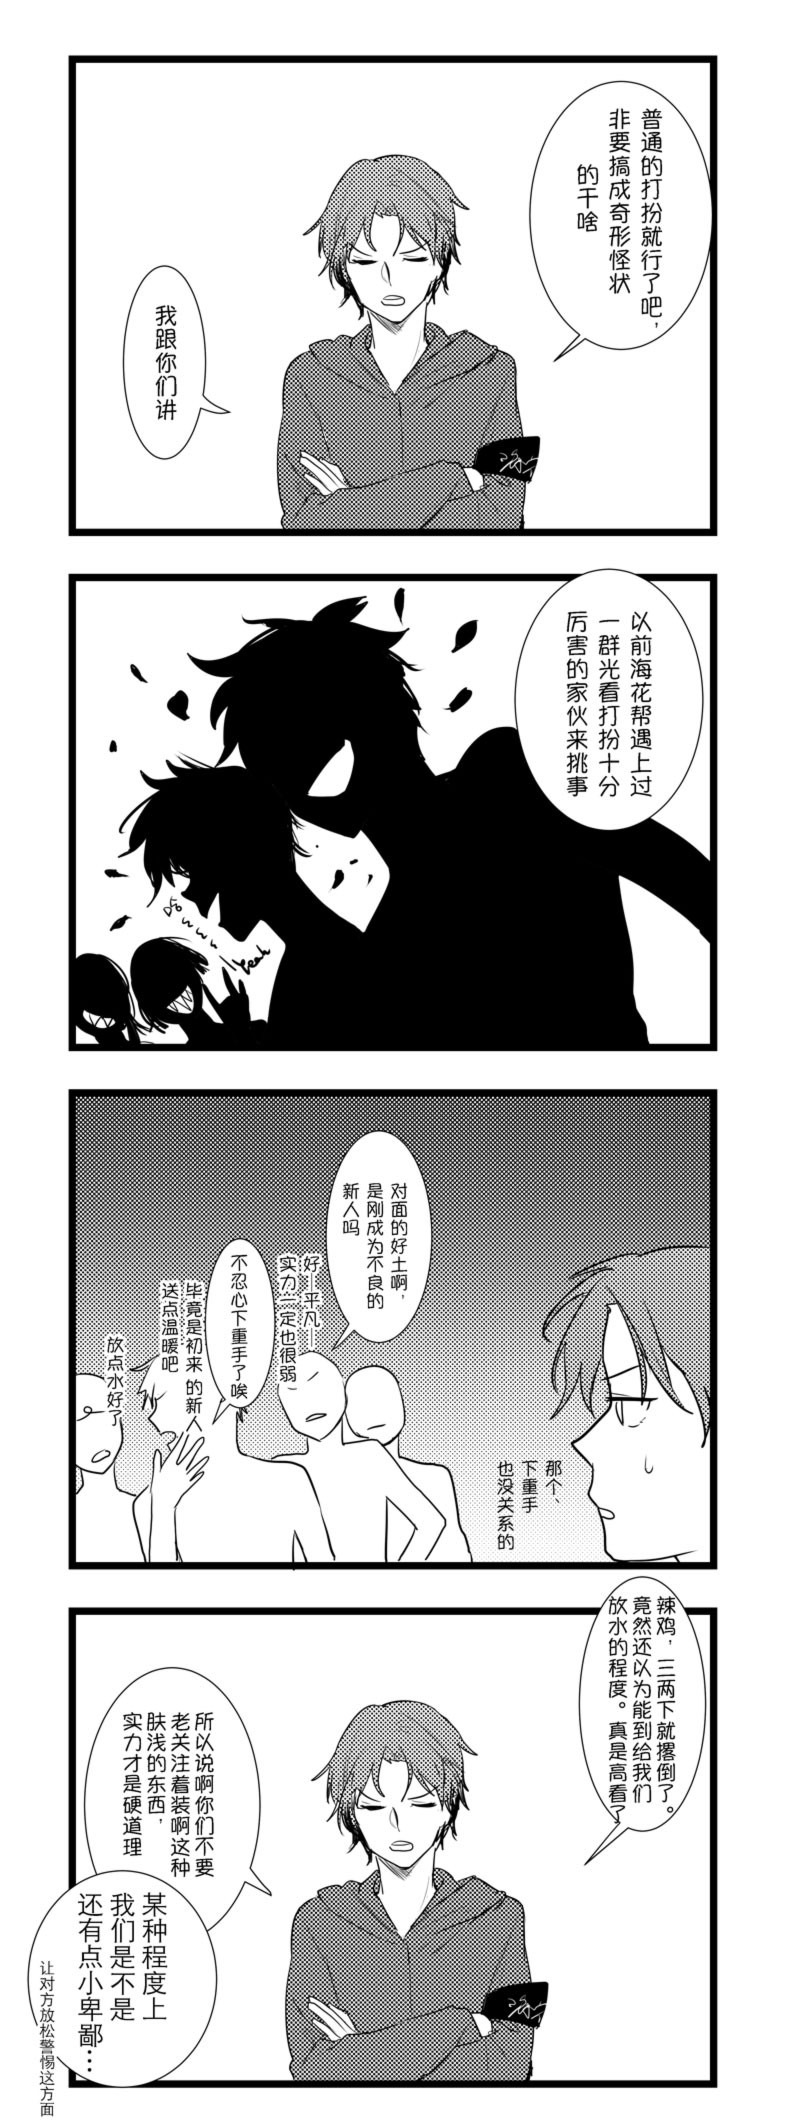 普通的打扮就行了吧，
非要搞成奇形怪状
的干啥
我跟你们讲
以前海花帮遇上过
一群光看打扮十分
厉害的家伙来挑事
wwww
Yeah
对面的好土啊，
是刚成为不良的
新人吗
好一平凡一
实力一定也很弱
不忍心下重手了唉
毕竟是初来的新人
送点温暖吧
放点水好了
那个、
下重手
也没关系的
辣鸡，三两下就撂倒了。
竟然还以为能到给我们
放水的程度。真是高看了
所以说啊你们不要
老关注着装啊这种
肤浅的东西，
实力才是硬道理
某种程度上
我们是不是
还有点小卑鄙…
让对方放松警惕这方面